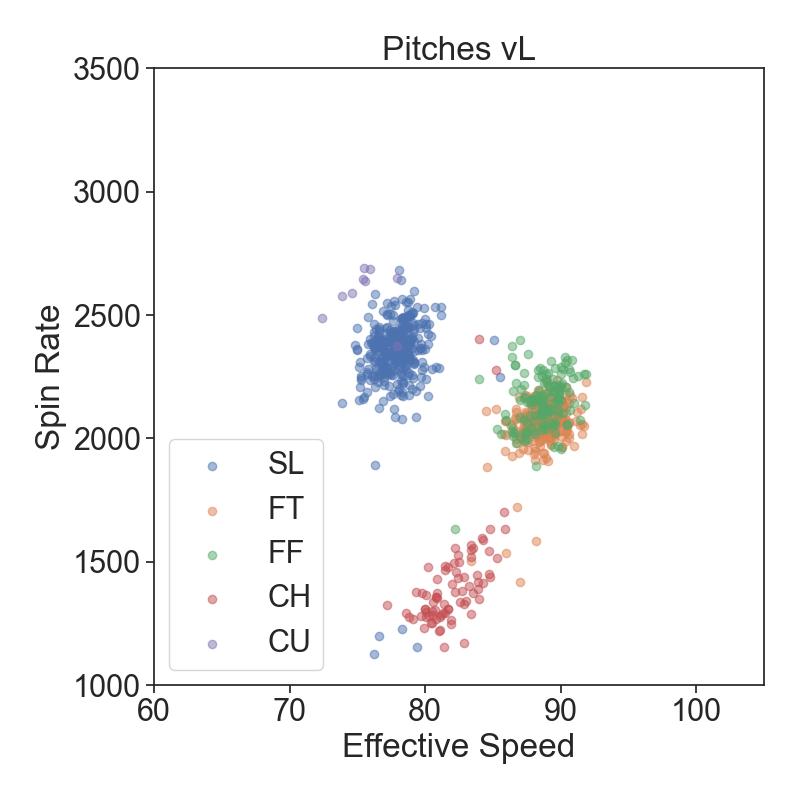 Pitches vL
3500
3000
2500
2000
1500
1000
Spin Rate
SL
FT
FF
CH
CU
60 70 80 90 100
Effective Speed